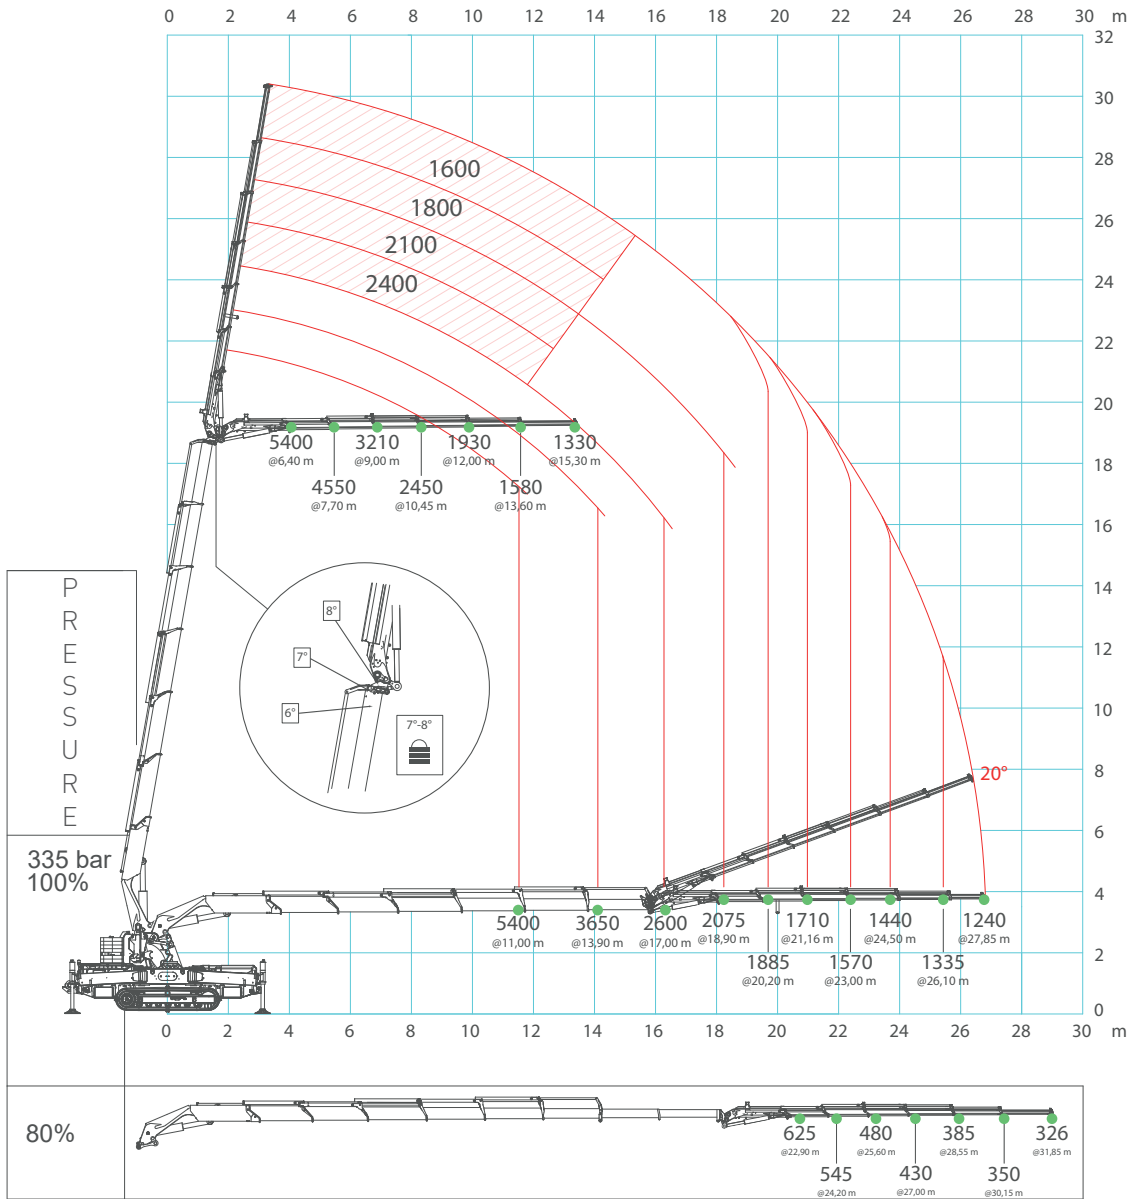 0 2 4 6 8 10 12 14 16 18 20 22 24 26 28 30 m
32
30
28
26
24
22
20
18
16
14
12
10
8
6
4
2
0
1600
1800
2100
2400
5400 3210 1930 1330
@6,40 m @9,00 m @12,00 m @15,30 m
4550 2450 1580
@7,70 m @10,45 m @13,60 m
P
R
E
S
S
U
R
E
8°
7°
6°
7°-8°
20°
335 bar
100%
5400 3650 2600 2075 1710 1440 1240
@11,00 m @13,90 m @17,00 m @18,90 m @21,16 m @24,50 m @27,85 m
1885 1570 1335
@20,20 m @23,00 m @26,10 m
0 2 4 6 8 10 12 14 16 18 20 22 24 26 28 30 m
80%
625 480 385 326
@22,90 m @25,60 m @28,55 m @31,85 m
545 430 350
@24,20 m @27,00 m @30,15 m